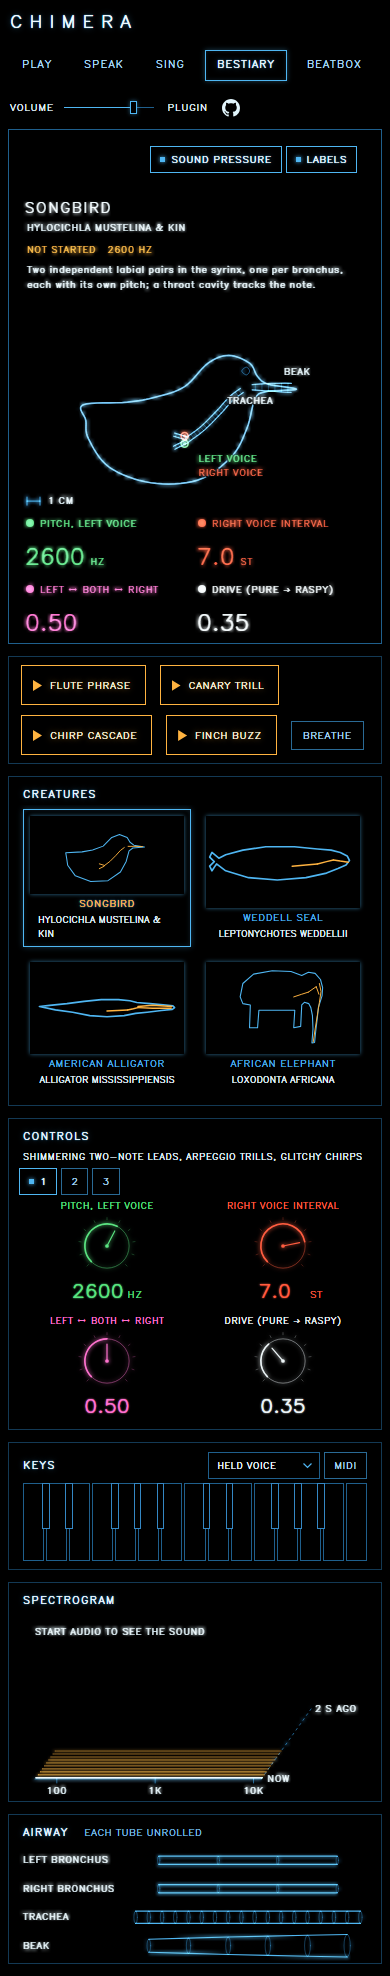 CHIMERA
PLAY SPEAK SING BESTIARY BEATBOX
VOLUME PLUGIN
SOUND PRESSURE LABELS
SONGBIRD
HYLOCICHLA MUSTELINA & KIN
NOT STARTED 2600 HZ
Two independent labial pairs in the syrinx, one per bronchus,
each with its own pitch; a throat cavity tracks the note.
BEAK
TRACHEA
LEFT VOICE
RIGHT VOICE
1 CM
PITCH, LEFT VOICE RIGHT VOICE INTERVAL
2600 HZ 7.0 ST
LEFT ↔ BOTH ↔ RIGHT DRIVE (PURE → RASPY)
0.50 0.35
FLUTE PHRASE CANARY TRILL
CHIRP CASCADE FINCH BUZZ BREATHE
CREATURES
SONGBIRD
HYLOCICHLA MUSTELINA &
KIN
WEDDELL SEAL
LEPTONYCHOTES WEDDELLII
AMERICAN ALLIGATOR
ALLIGATOR MISSISSIPPIENSIS
AFRICAN ELEPHANT
LOXODONTA AFRICANA
CONTROLS
SHIMMERING TWO-NOTE LEADS, ARPEGGIO TRILLS, GLITCHY CHIRPS
1 2 3
PITCH, LEFT VOICE RIGHT VOICE INTERVAL
2600 HZ 7.0 ST
LEFT ↔ BOTH ↔ RIGHT DRIVE (PURE → RASPY)
0.50 0.35
KEYS HELD VOICE MIDI
SPECTROGRAM
START AUDIO TO SEE THE SOUND
2 S AGO
NOW
100 1K 10K
AIRWAY EACH TUBE UNROLLED
LEFT BRONCHUS
RIGHT BRONCHUS
TRACHEA
BEAK